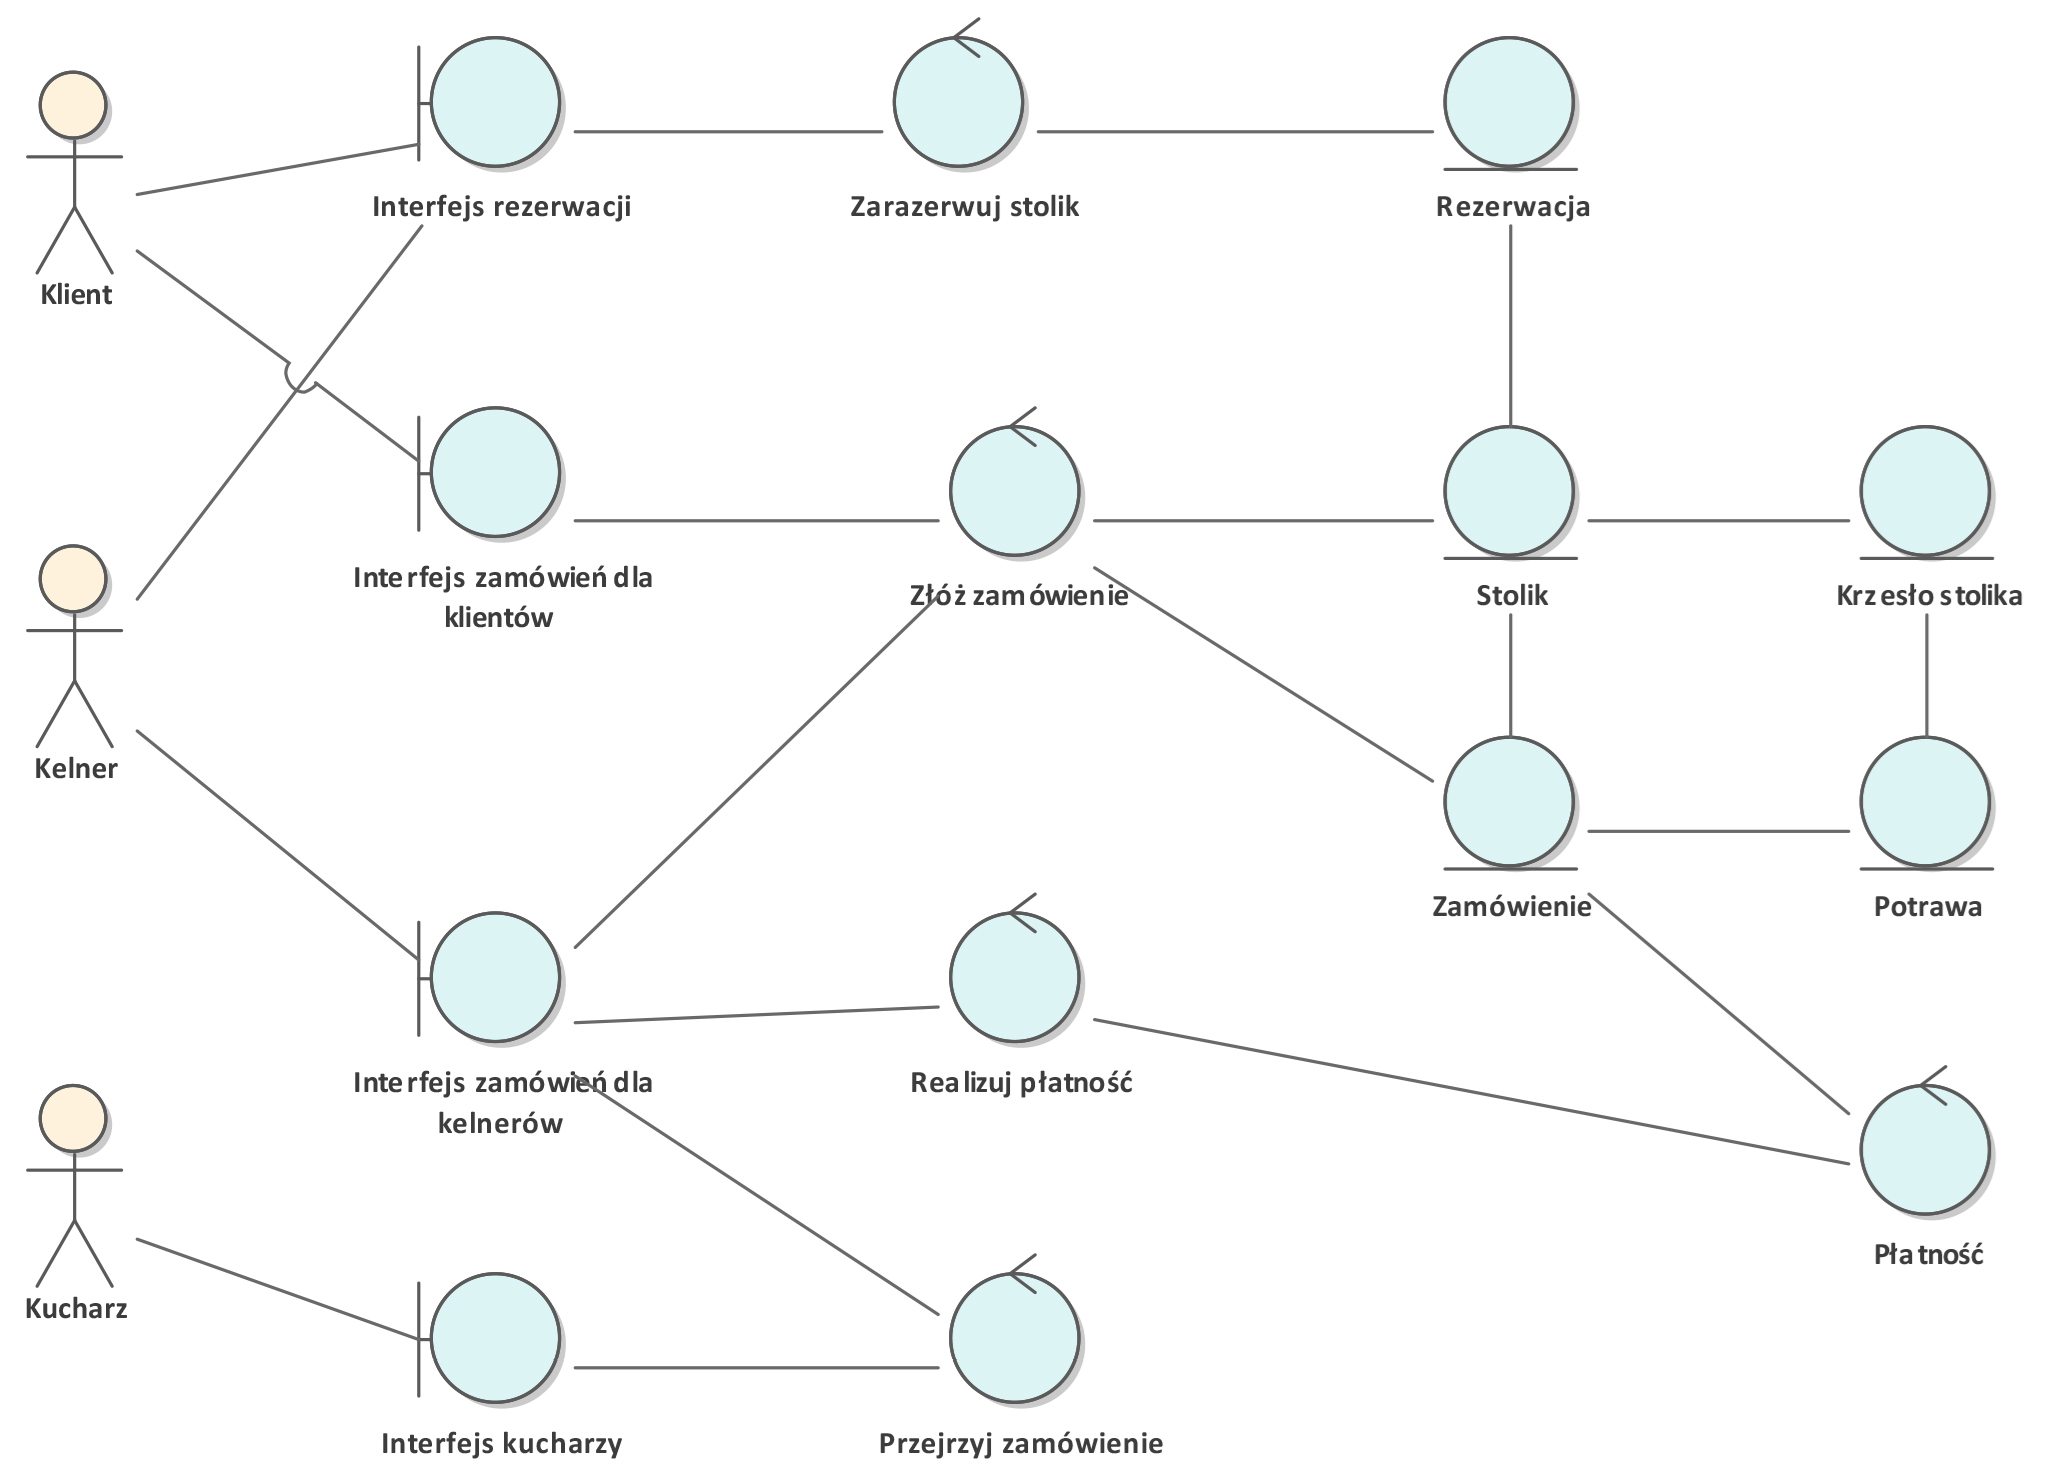 Interfejs rezerwacji
Zarazerwuj stolik
Rezerwacja
Klient
Interfejs zamówień dla
klientów
Złóż zamówienie
Stolik
Krzesło stolika
Kelner
Zamówienie
Potrawa
Interfejs zamówień dla
kelnerów
Realizuj płatność
Płatność
Kucharz
Interfejs kucharzy
Przejrzyj zamówienie